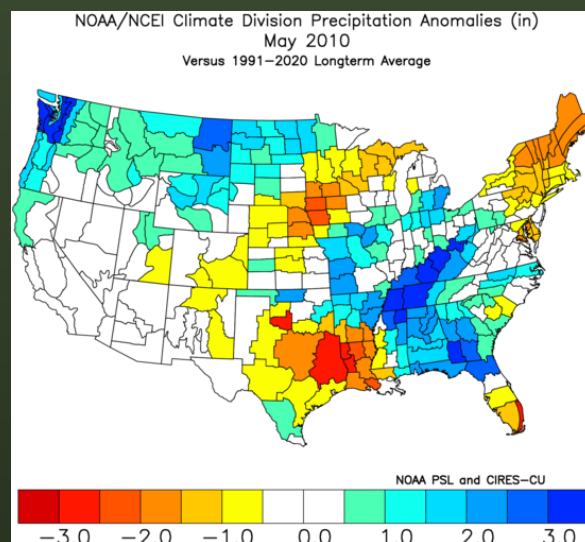 NOAA/NCEI Climate Division Precipitation Anomalies (in)
May 2010
Versus 1991−2020 Longterm Average
NOAA PSL and CIRES−CU
−3.0 −2.0 −1.0 0.0 1.0 2.0 3.0